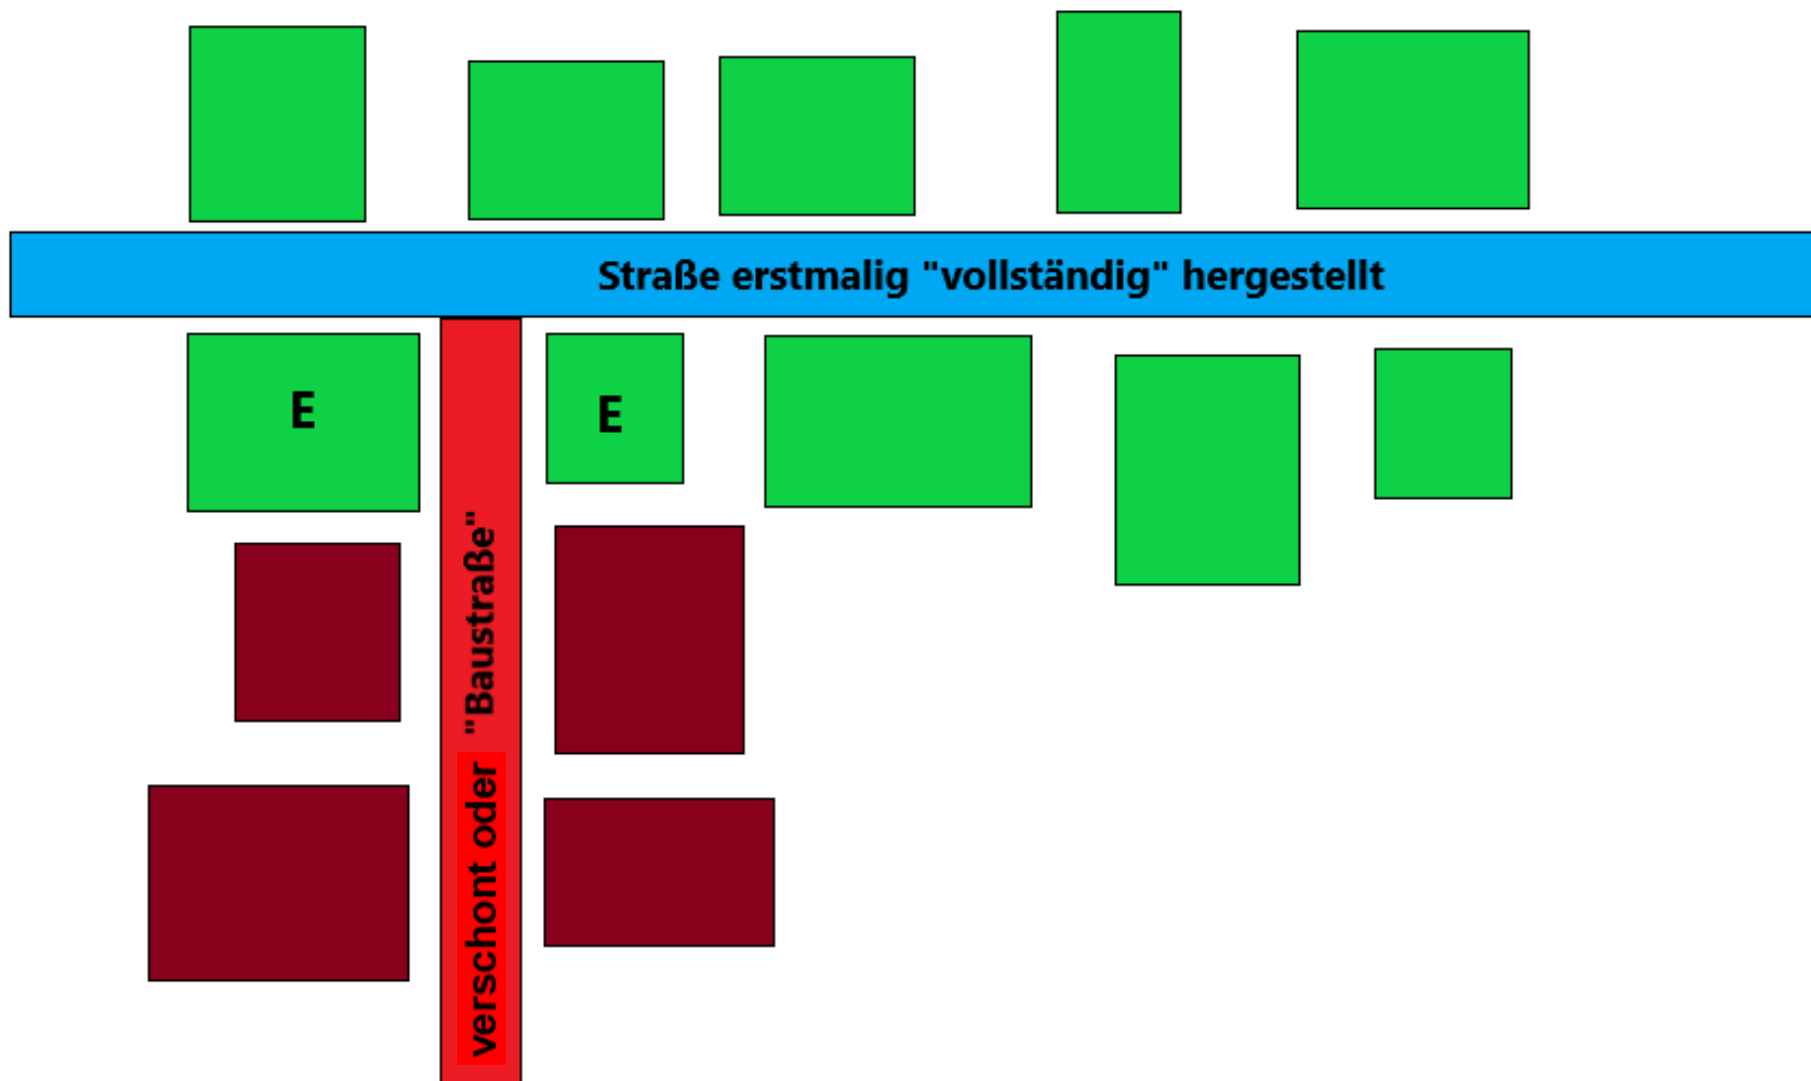 Straße erstmalig "vollständig" hergestellt
E
E
verschont oder "Baustraße"